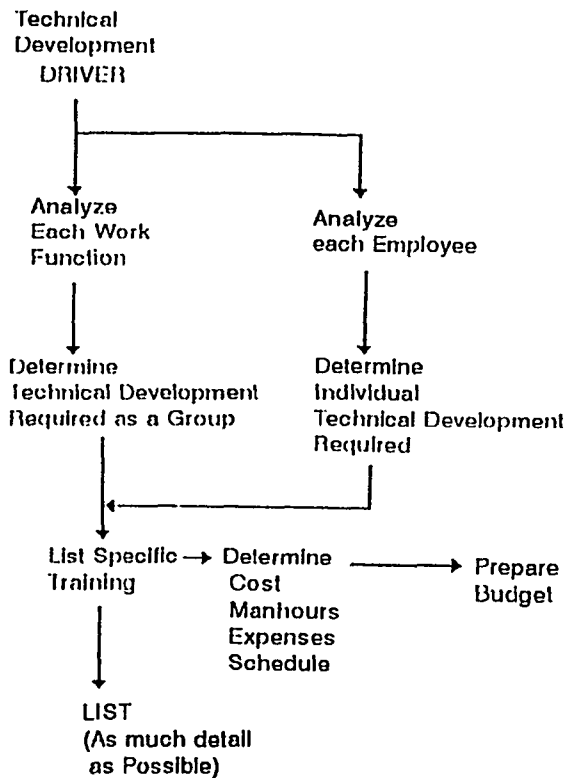 Technical
Development
DRIVER
Analyze
Each Work
Function
Analyze
each Employee
Determine
Technical Development
Required as a Group
Determine
Individual
Technical Development
Required
List Specific
Training
Determine
Cost
Manhours
Expenses
Schedule
Prepare
Budget
LIST
(As much detail
as Possible)